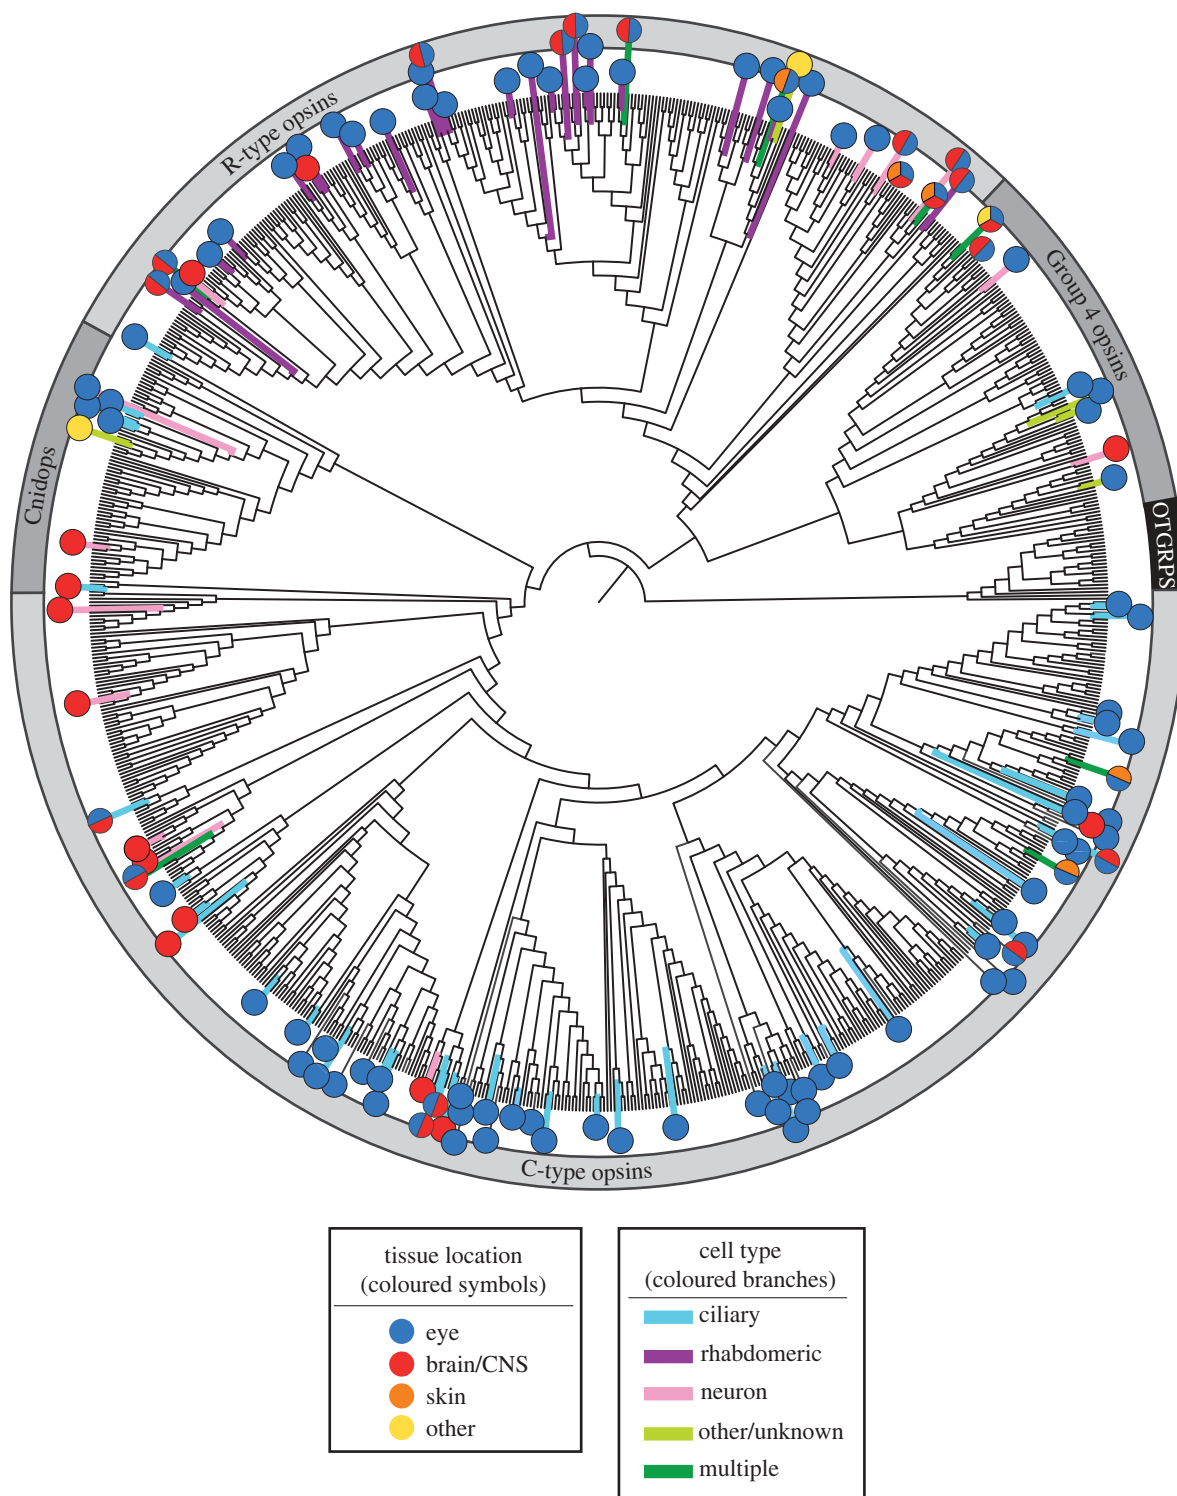 R-type opsins
Group 4 opsins
OTGRPS
Cnidops
C-type opsins
tissue location
(coloured symbols)
eye
brain/CNS
skin
other
cell type
(coloured branches)
ciliary
rhabdomeric
neuron
other/unknown
multiple